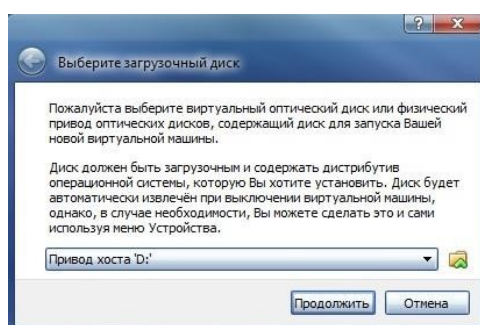 Выберите загрузочный диск
Пожалуйста выберите виртуальный оптический диск или физический
привод оптических дисков, содержащий диск для запуска Вашей
новой виртуальной машины.
Диск должен быть загрузочным и содержать дистрибутив
операционной системы, которую Вы хотите установить. Диск будет
автоматически извлечён при выключении виртуальной машины,
однако, в случае необходимости, Вы можете сделать это и сами
используя меню Устройства.
Привод хоста 'D:'
Продолжить Отмена